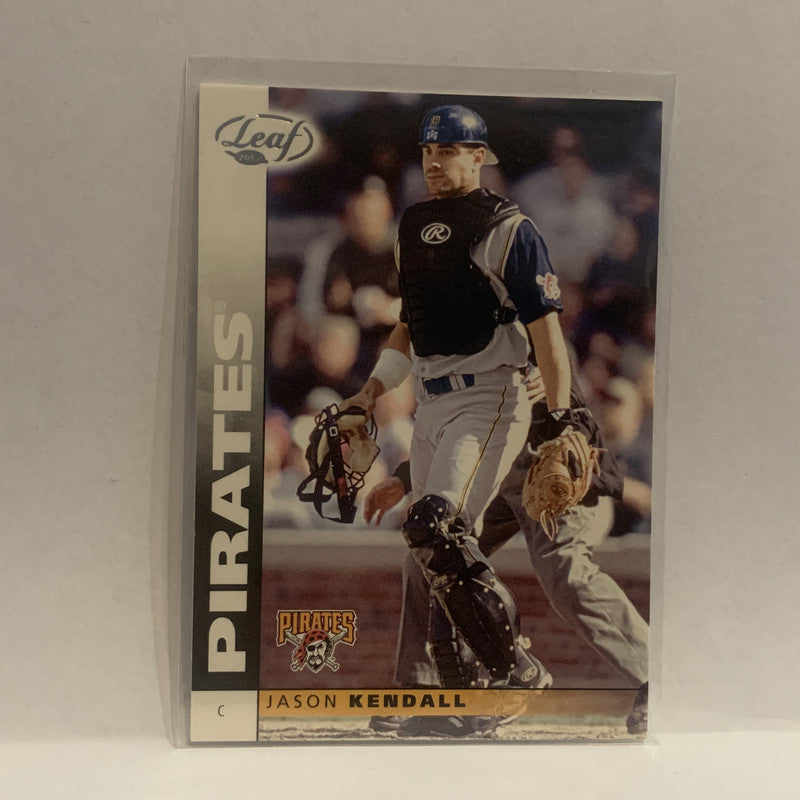 Leaf
PIRATES®
PIRATES
C
JASON KENDALL
R
P